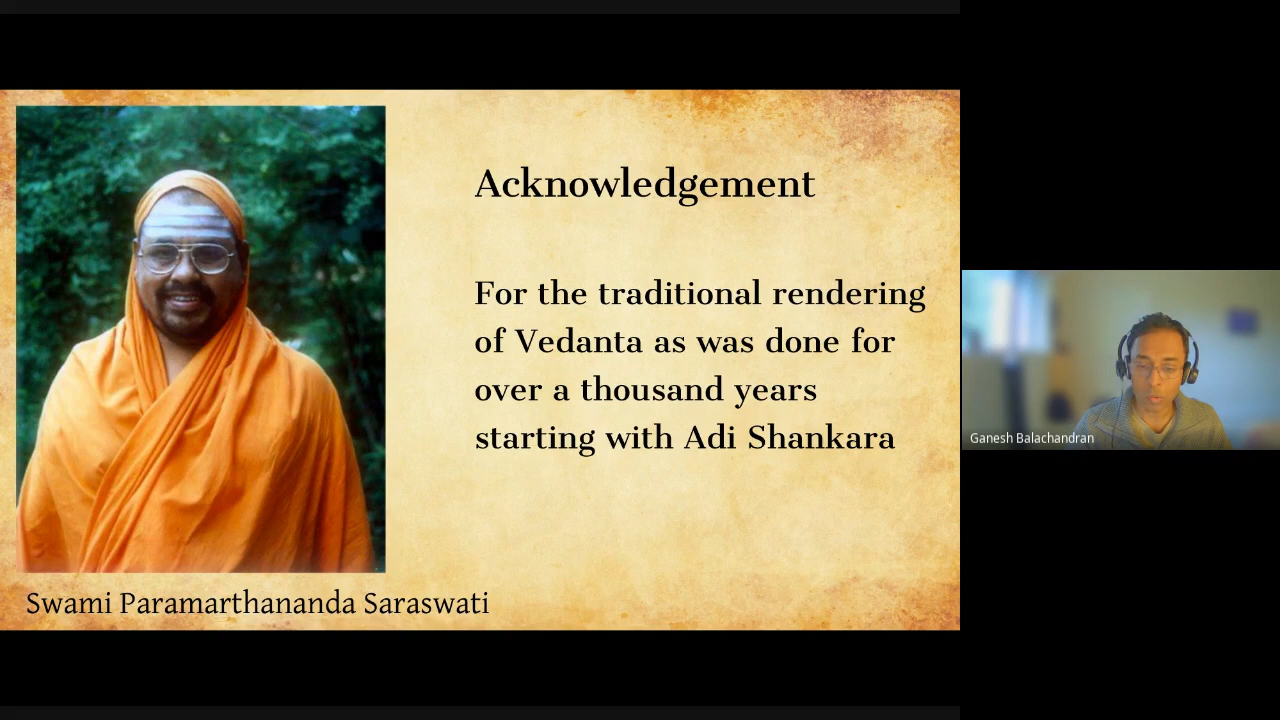 Acknowledgement
For the traditional rendering
of Vedanta as was done for
over a thousand years
starting with Adi Shankara
Swami Paramarthananda Saraswati
Ganesh Balachandran